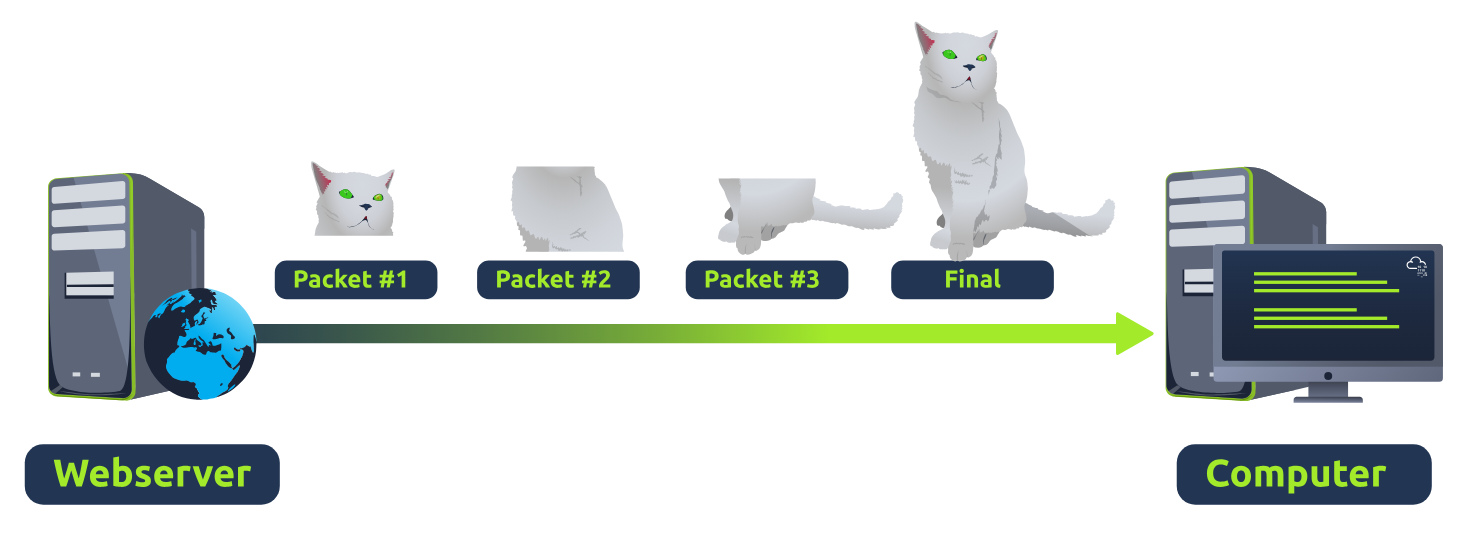 Packet #1
Packet #2
Packet #3
Final
Webserver
Computer